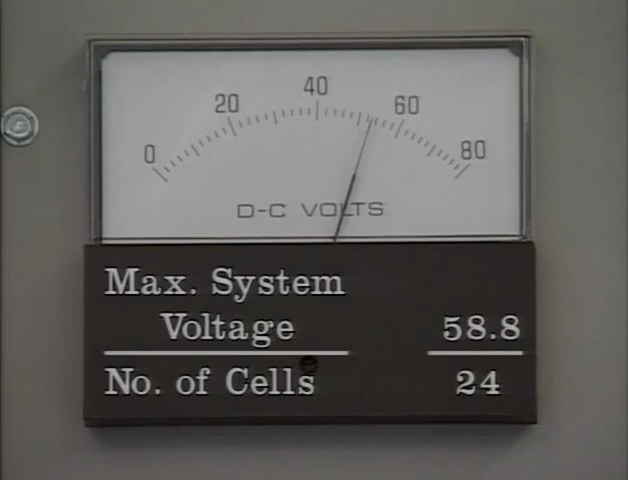 0 20 40 60 80
D-C VOLTS
Max. System
Voltage 58.8
No. of Cells 24